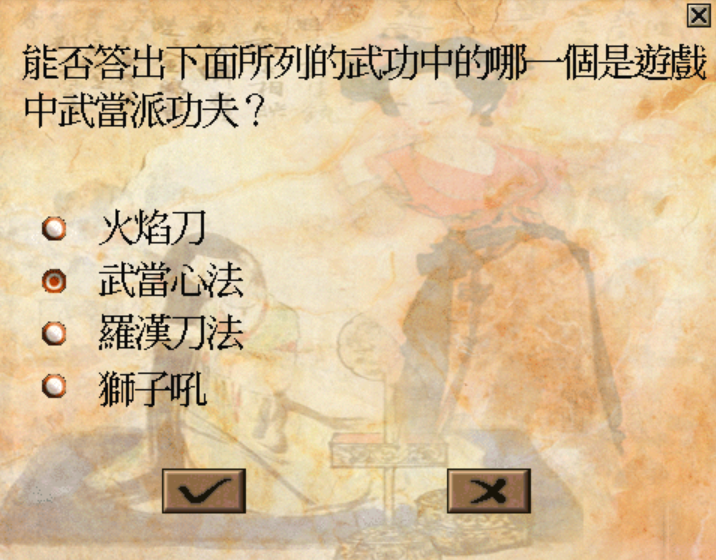 能否答出下面所列的武功中的哪一個是遊戲
中武當派功夫？
火焰刀
武當心法
羅漢刀法
獅子吼